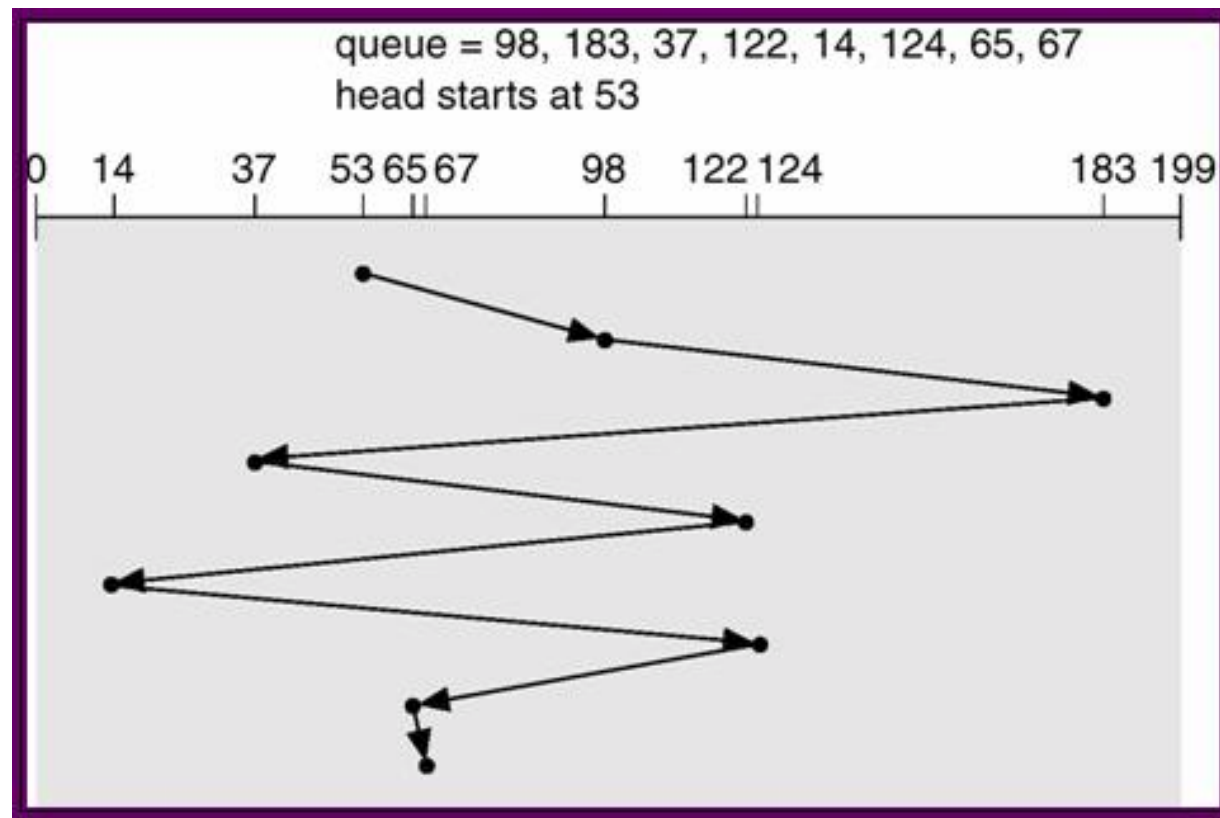 queue = 98, 183, 37, 122, 14, 124, 65, 67
head starts at 53
0 14 37 53 65 67 98 122 124 183 199